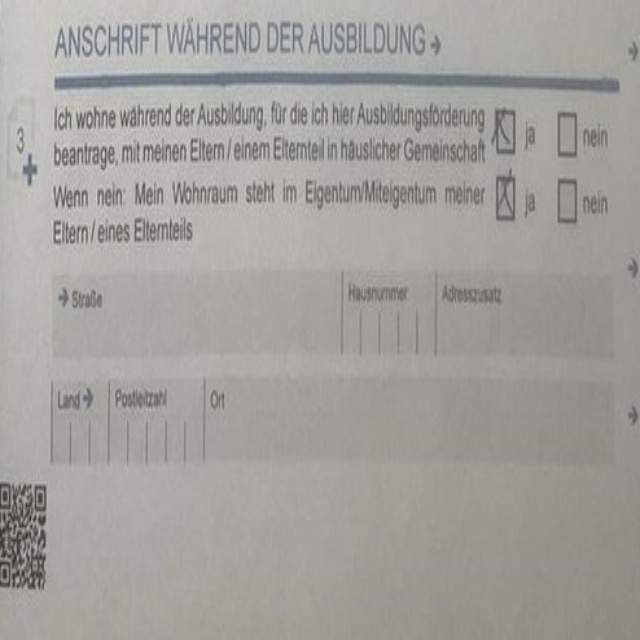 ANSCHRIFT WÄHREND DER AUSBILDUNG →
3
Ich wohne während der Ausbildung, für die ich hier Ausbildungsförderung
beantrage, mit meinen Eltern / einem Elternteil in häuslicher Gemeinschaft
ja nein
Wenn nein: Mein Wohnraum steht im Eigentum/Miteigentum meiner
Eltern / eines Elternteils
ja nein
→ Straße Hausnummer Adresszusatz
Land → Postleitzahl Ort